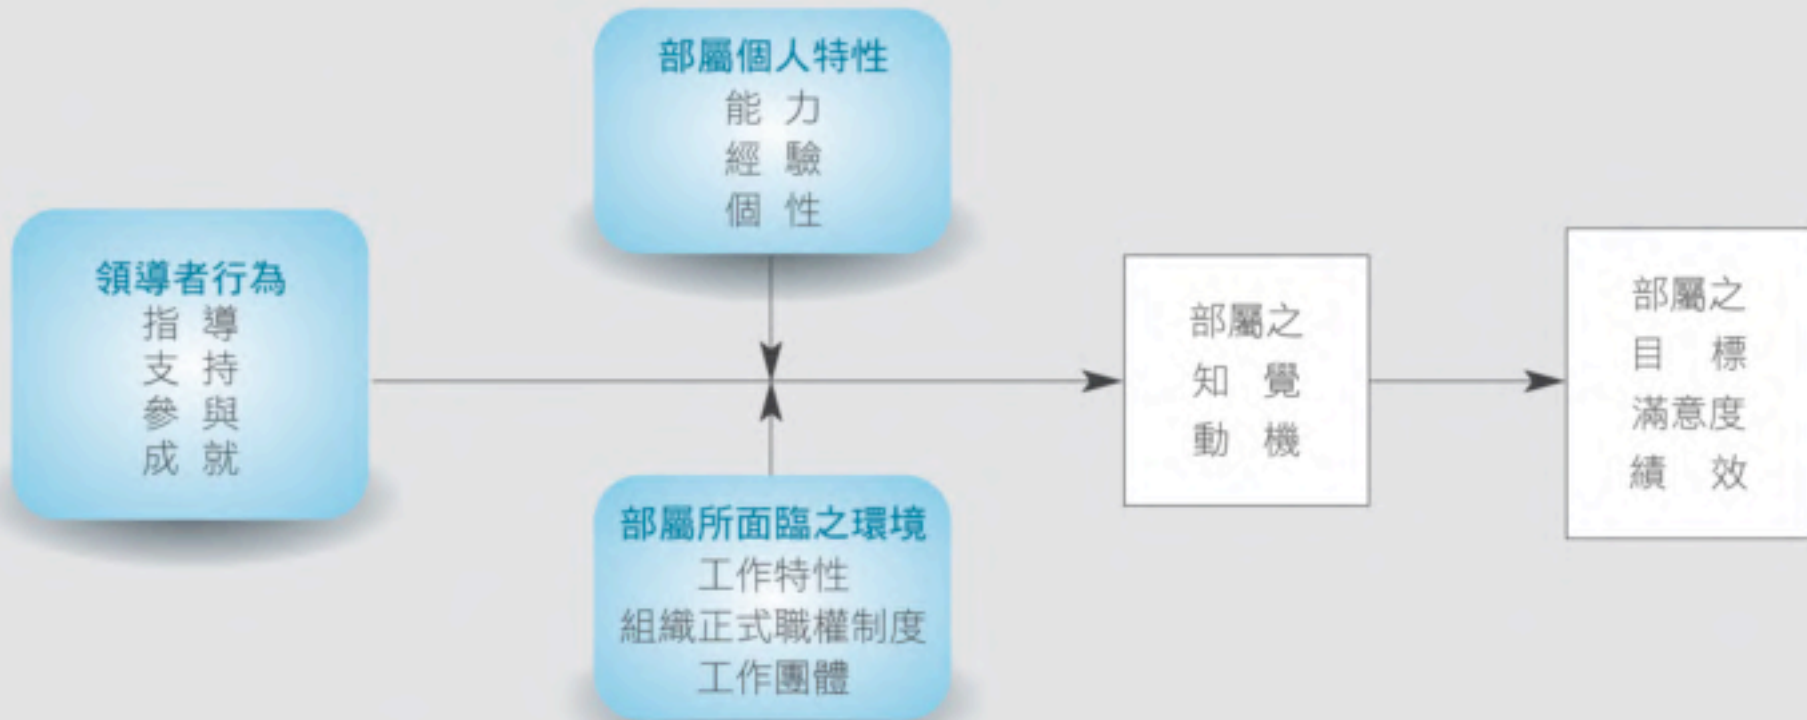 部屬個人特性
能 力
經 驗
個 性
領導者行為
指 導
支 持
參 與
成 就
部屬所面臨之環境
工作特性
組織正式職權制度
工作團體
部屬之
知 覺
動 機
部屬之
目 標
滿意度
績 效